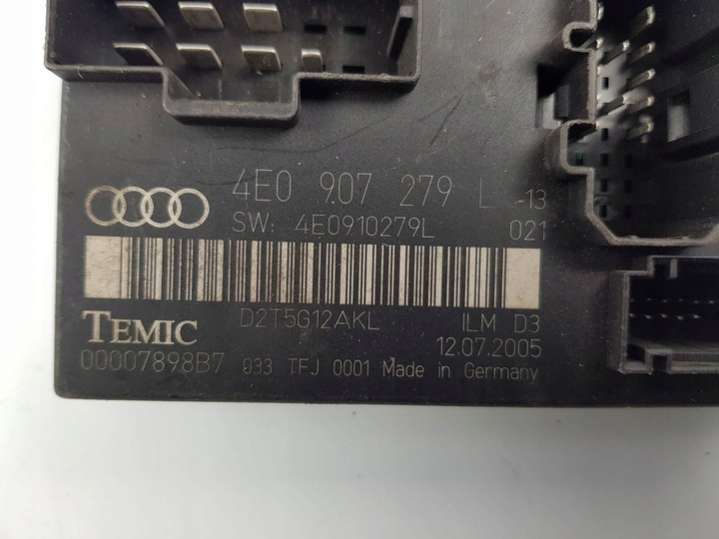 4E0 907 279 L -13
SW: 4E0910279L 021
D2T5G12AKL ILM D3
TEMIC 12.07.2005
00007898B7 033 TFJ 0001 Made in Germany